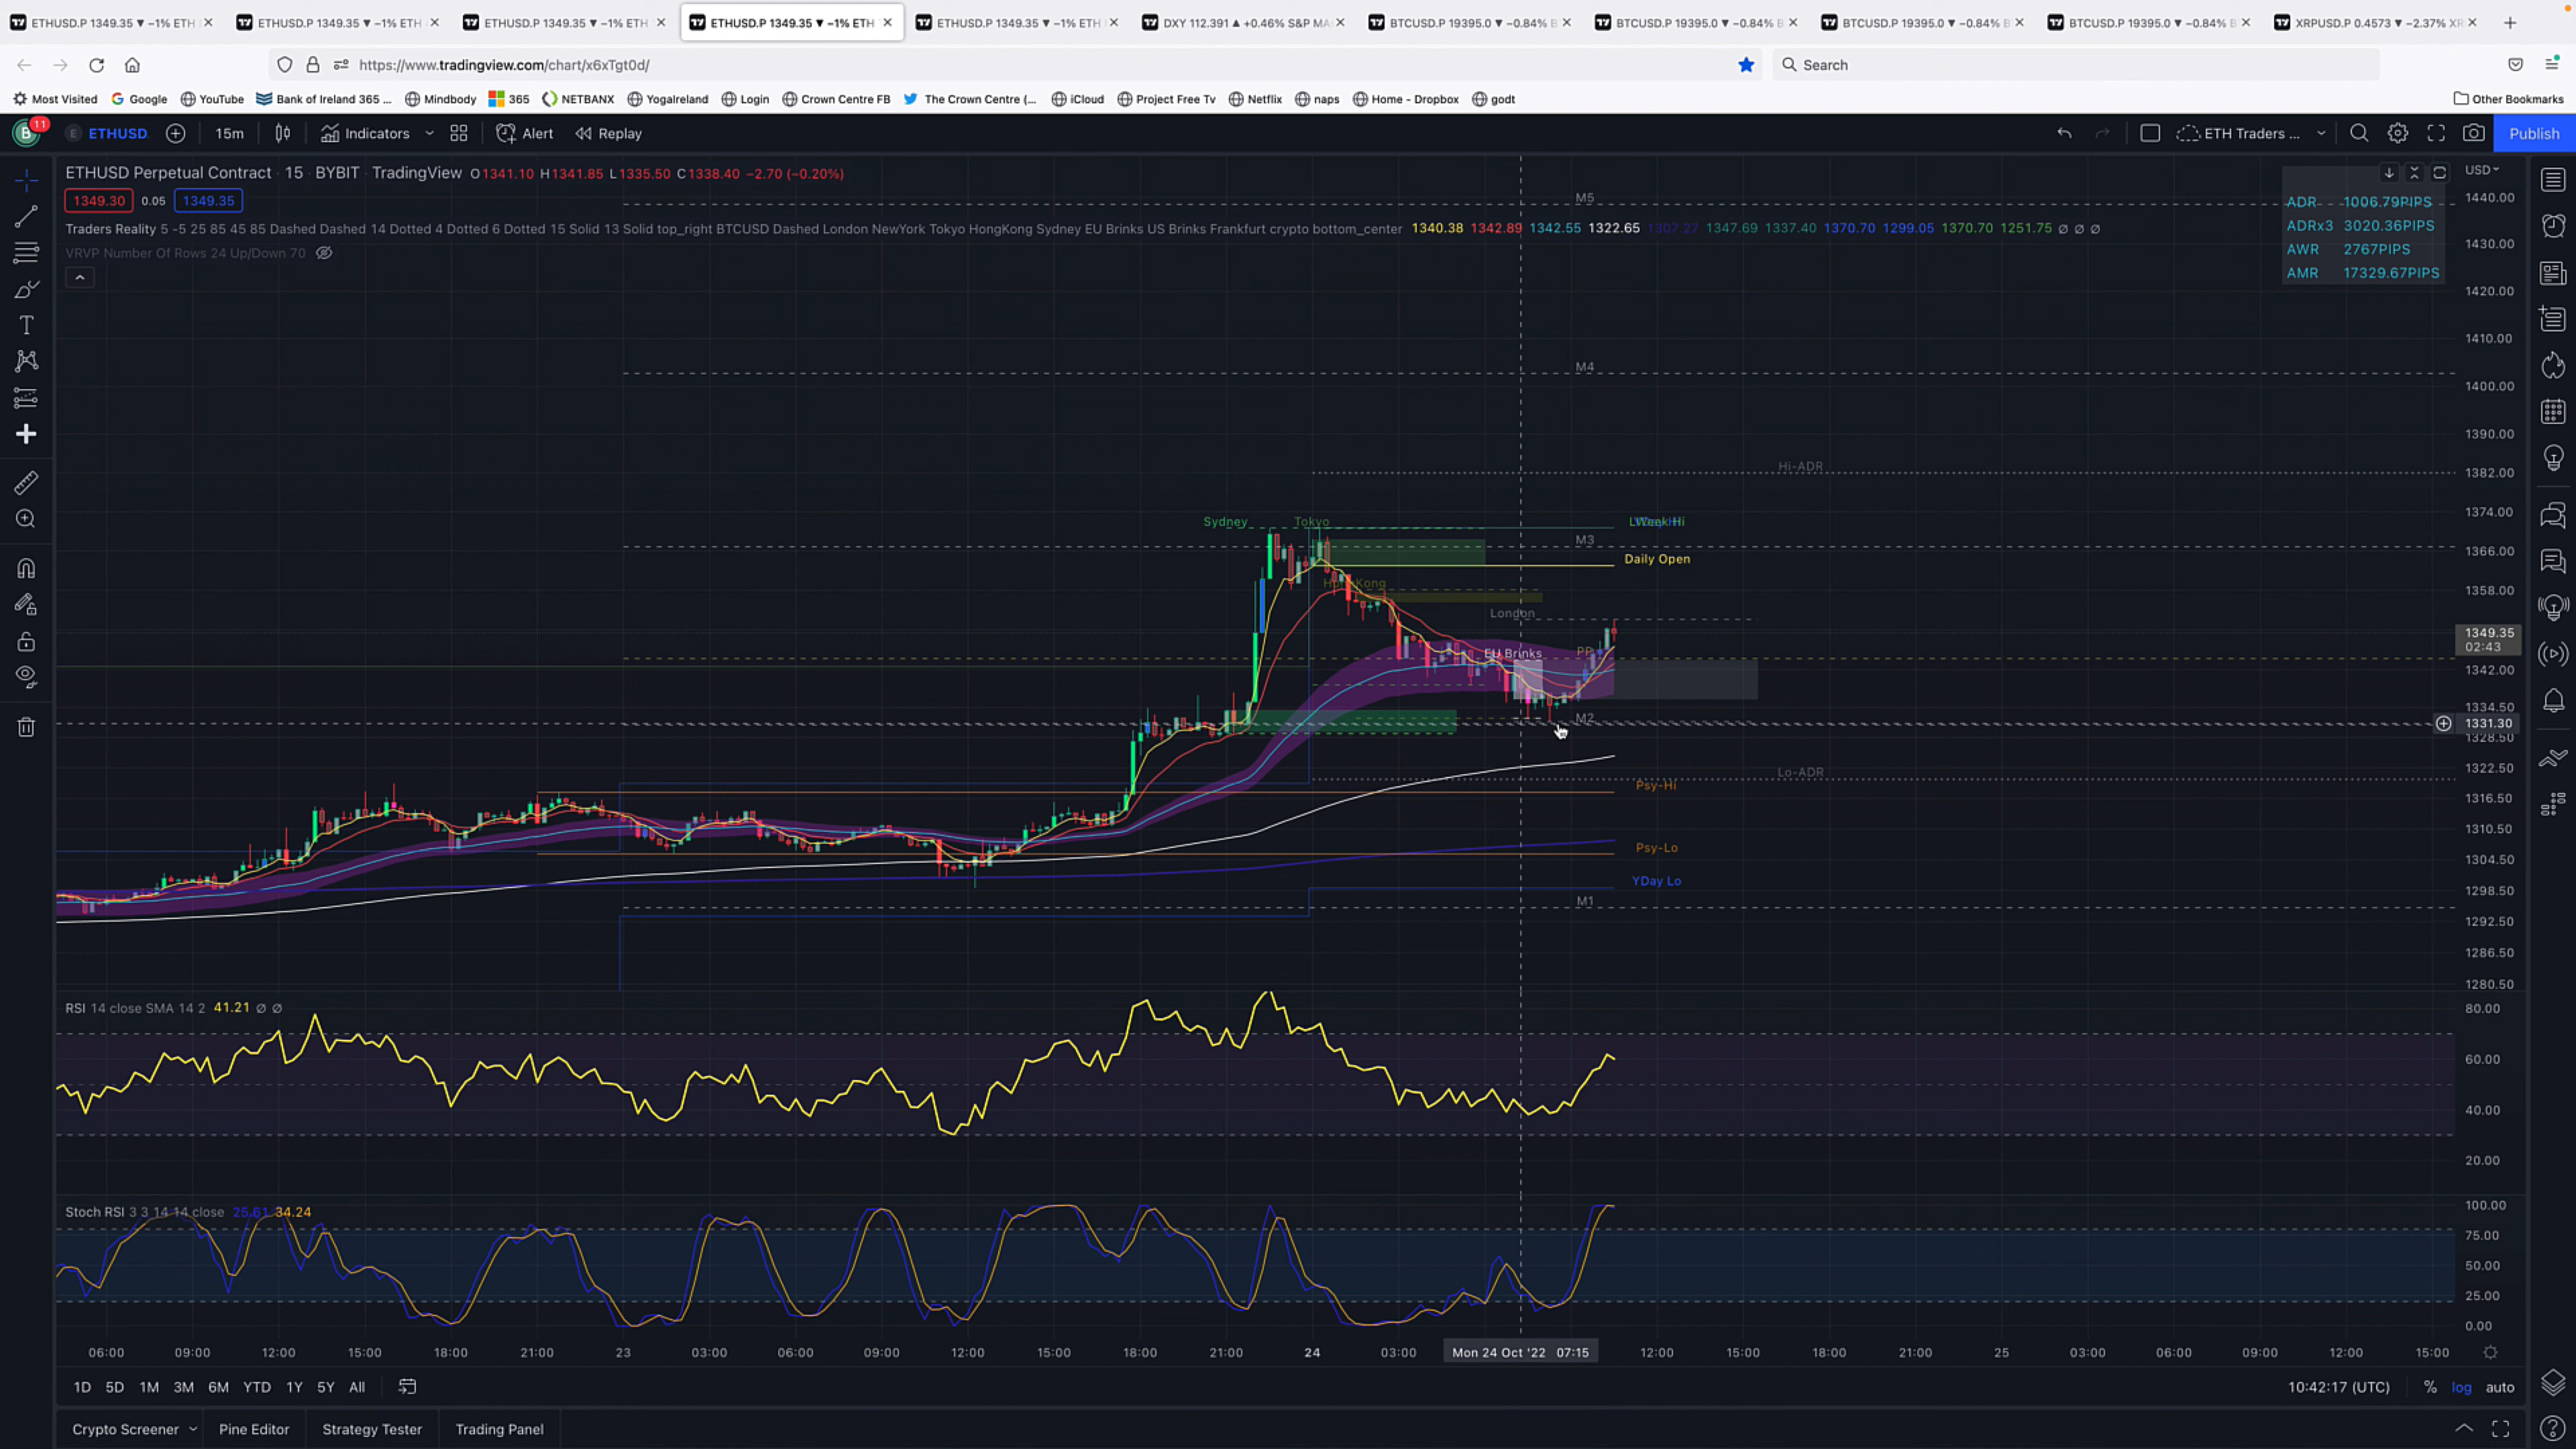 ETHUSD.P 1349.35 ▼ −1% ETH
ETHUSD.P 1349.35 ▼ −1% ETH
ETHUSD.P 1349.35 ▼ −1% ETH
ETHUSD.P 1349.35 ▼ −1% ETH
ETHUSD.P 1349.35 ▼ −1% ETH
DXY 112.391 ▲ +0.46% S&P MA
BTCUSD.P 19395.0 ▼ −0.84% B
BTCUSD.P 19395.0 ▼ −0.84% B
BTCUSD.P 19395.0 ▼ −0.84% B
BTCUSD.P 19395.0 ▼ −0.84% B
XRPUSD.P 0.4573 ▼ −2.37% XR
https://www.tradingview.com/chart/x6xTgt0d/
Search
Most Visited Google YouTube Bank of Ireland 365 ... Mindbody 365 NETBANX YogaIreland Login Crown Centre FB The Crown Centre (... iCloud Project Free Tv Netflix naps Home - Dropbox godt Other Bookmarks
B 11 E ETHUSD 15m Indicators Alert Replay ETH Traders ... Publish
ETHUSD Perpetual Contract · 15 · BYBIT · TradingView O1341.10 H1341.85 L1335.50 C1338.40 −2.70 (−0.20%)
1349.30 0.05 1349.35
Traders Reality 5 -5 25 85 45 85 Dashed Dashed 14 Dotted 4 Dotted 6 Dotted 15 Solid 13 Solid top_right BTCUSD Dashed London NewYork Tokyo HongKong Sydney EU Brinks US Brinks Frankfurt crypto bottom_center 1340.38 1342.89 1342.55 1322.65 1307.27 1347.69 1337.40 1370.70 1299.05 1370.70 1251.75 ∅ ∅ ∅
VRVP Number Of Rows 24 Up/Down 70
ADR 1006.79PIPS
ADRx3 3020.36PIPS
AWR 2767PIPS
AMR 17329.67PIPS
USD
1440.00
1430.00
1420.00
1410.00
1400.00
1390.00
1382.00
1374.00
1366.00
1358.00
1349.35
02:43
1342.00
1334.50
1331.30
1328.50
1322.50
1316.50
1310.50
1304.50
1298.50
1292.50
1286.50
1280.50
M5
M4
Hi-ADR
Sydney
Tokyo
M3
Daily Open
London
EU Brinks
PP
M2
Lo-ADR
Psy-Hi
Psy-Lo
YDay Lo
M1
RSI 14 close SMA 14 2 41.21 ∅ ∅
80.00
60.00
40.00
20.00
Stoch RSI 3 3 14 14 close 25.61 34.24
100.00
75.00
50.00
25.00
0.00
06:00 09:00 12:00 15:00 18:00 21:00 23 03:00 06:00 09:00 12:00 15:00 18:00 21:00 24 03:00 Mon 24 Oct '22 07:15 12:00 15:00 18:00 21:00 25 03:00 06:00 09:00 12:00 15:00
1D 5D 1M 3M 6M YTD 1Y 5Y All 10:42:17 (UTC) % log auto
Crypto Screener Pine Editor Strategy Tester Trading Panel